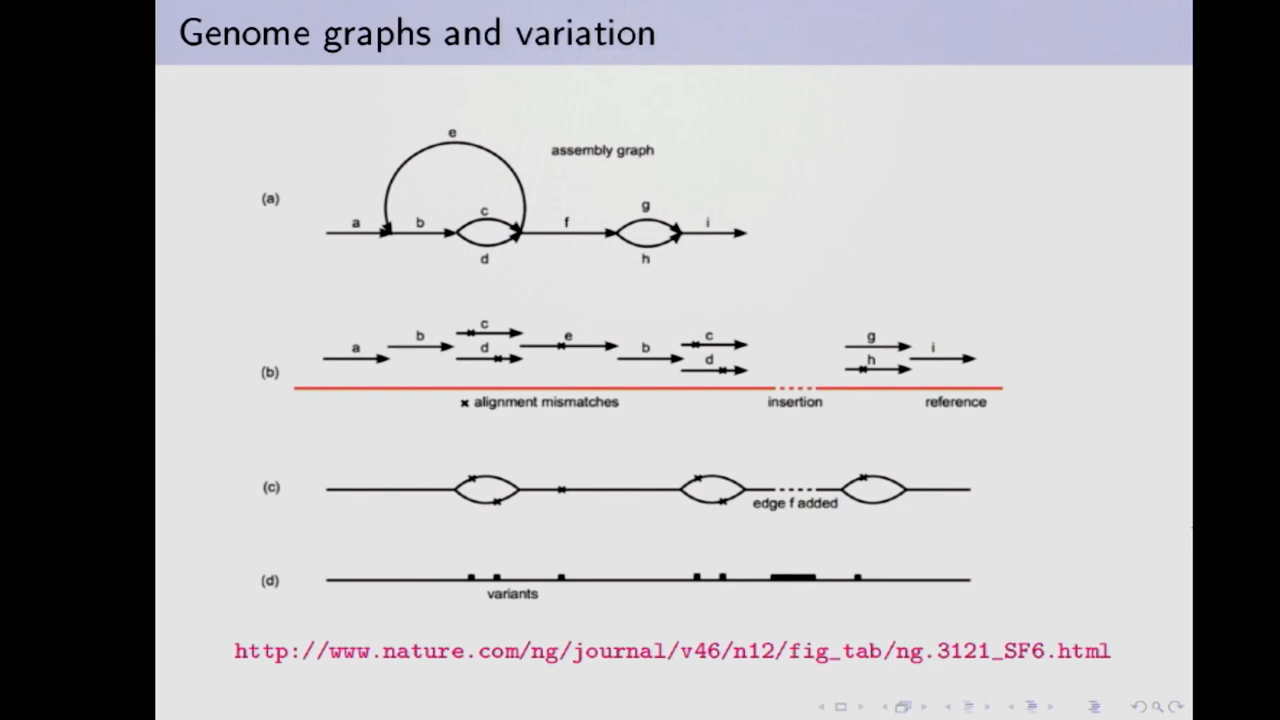 Genome graphs and variation
e
assembly graph
(a)
a b c f g i
d h
c
b d e b c g
a d h i
(b)
x alignment mismatches insertion reference
(c)
edge f added
(d)
variants
http://www.nature.com/ng/journal/v46/n12/fig_tab/ng.3121_SF6.html